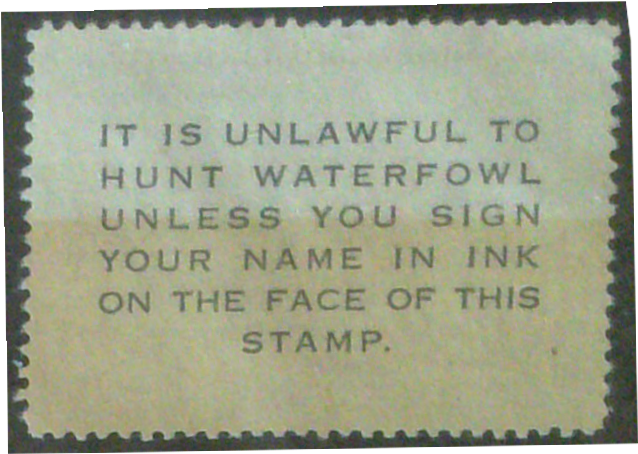 IT IS UNLAWFUL TO
HUNT WATERFOWL
UNLESS YOU SIGN
YOUR NAME IN INK
ON THE FACE OF THIS
STAMP.